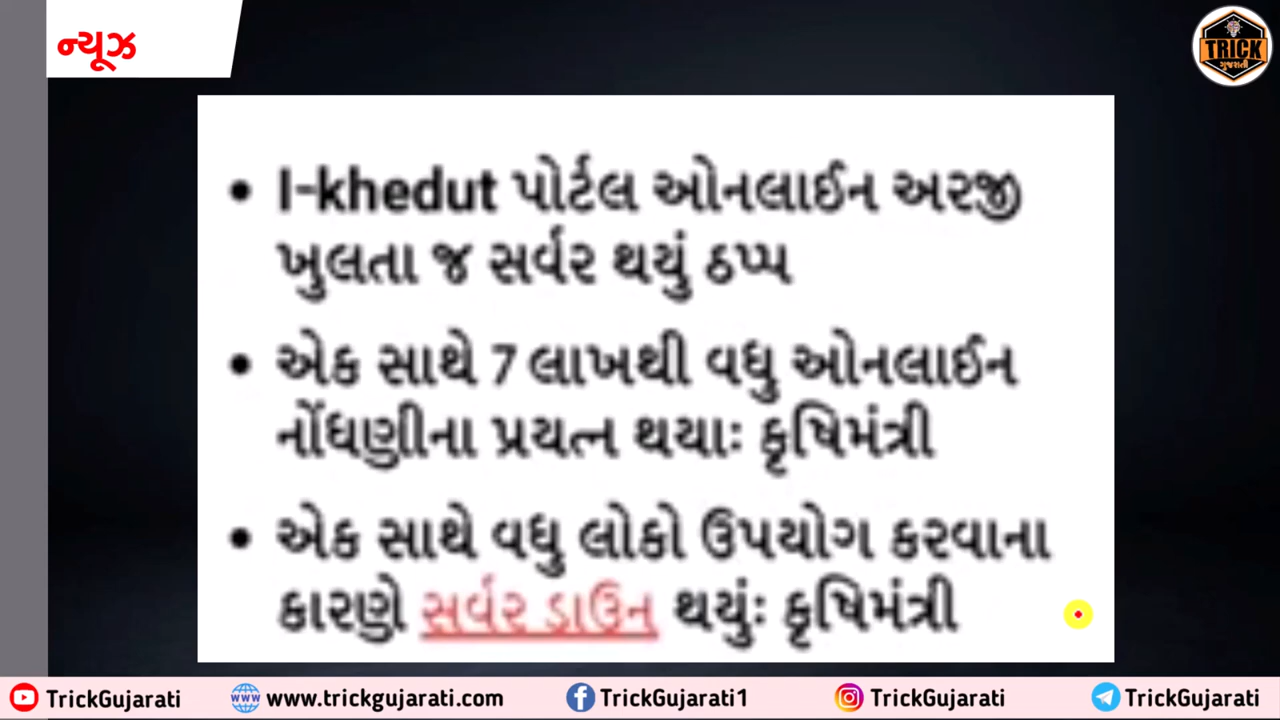 ન્યૂઝ
TRICK
ગુજરાતી
• I-khedut પોર્ટલ ઓનલાઈન અરજી
ખુલતા જ સર્વર થયું ઠપ્પ
• એક સાથે 7 લાખથી વધુ ઓનલાઈન
નોંધણીના પ્રયત્ન થયાઃ કૃષિમંત્રી
• એક સાથે વધુ લોકો ઉપયોગ કરવાના
કારણે સર્વર ડાઉન થયુંઃ કૃષિમંત્રી
TrickGujarati www.trickgujarati.com TrickGujarati1 TrickGujarati TrickGujarati